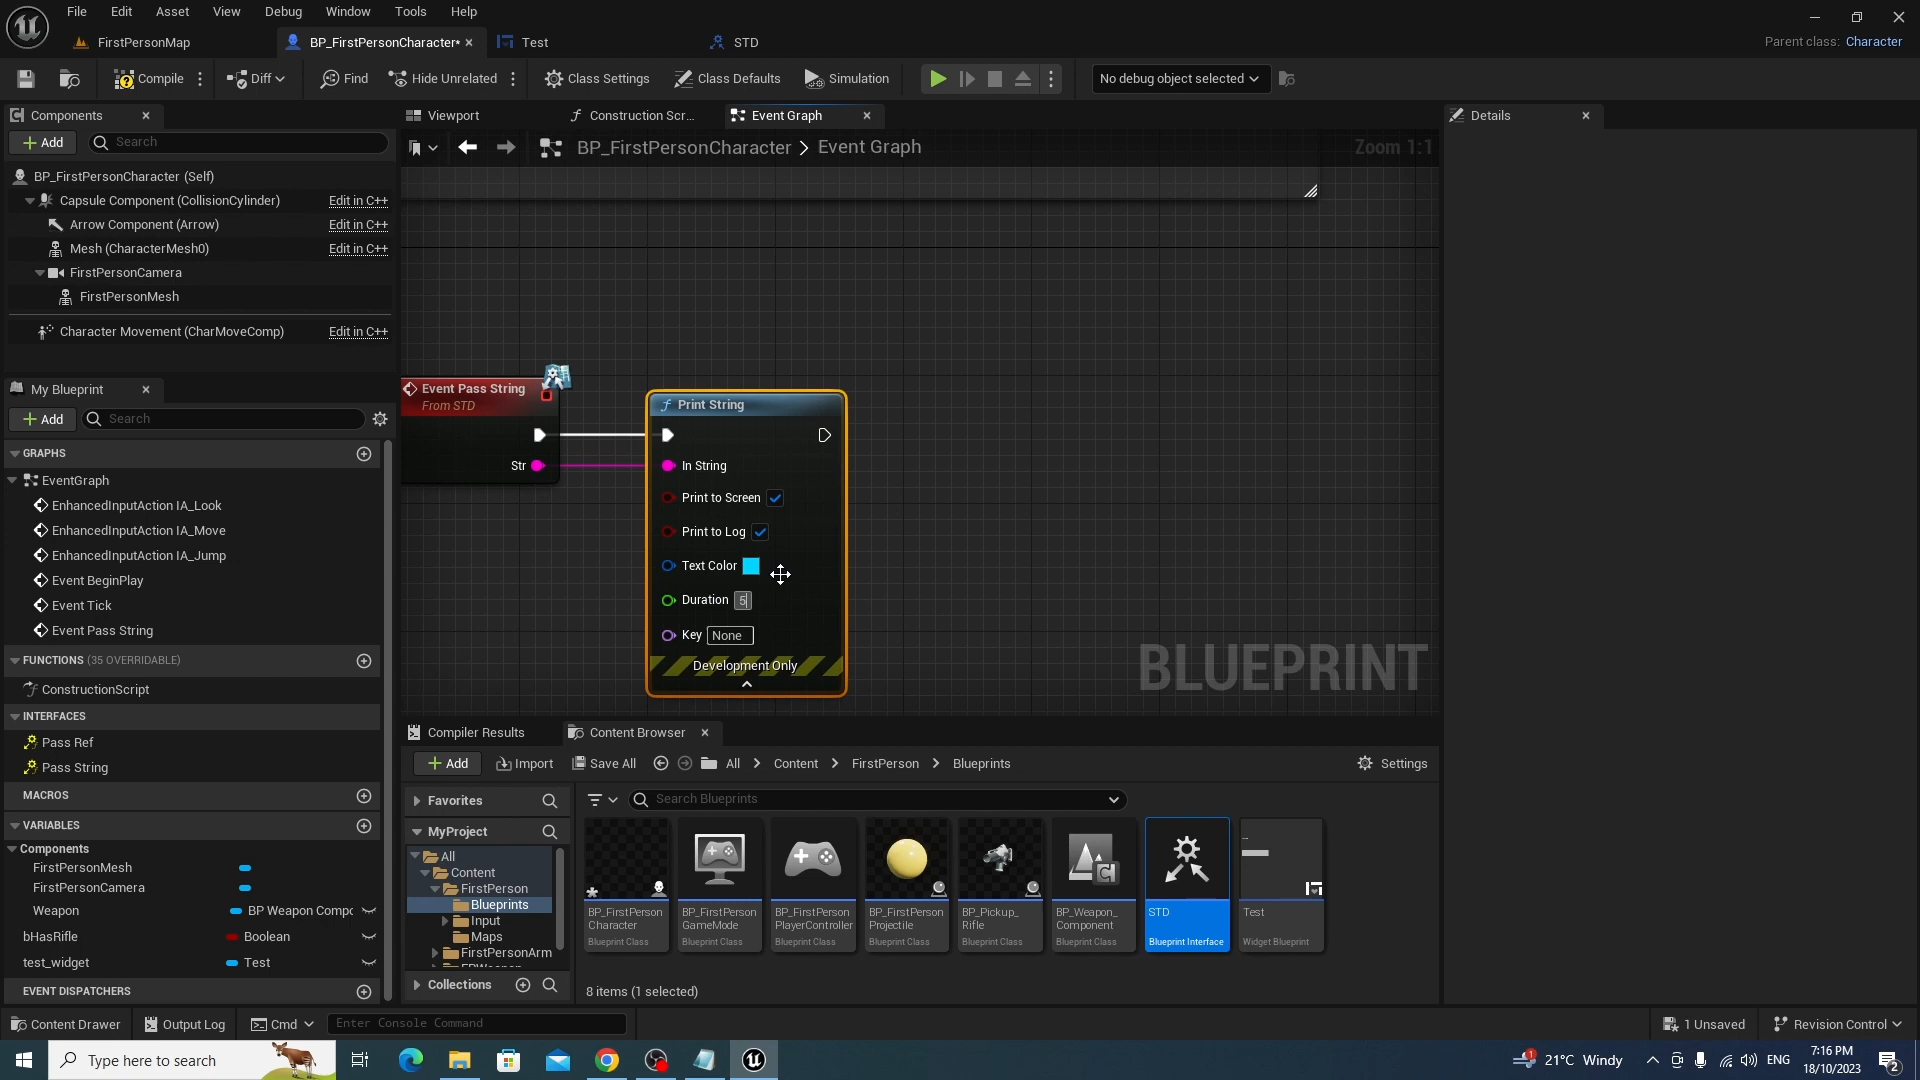 File Edit Asset View Debug Window Tools Help
FirstPersonMap
BP_FirstPersonCharacter*
Test
STD
Parent class: Character
Compile
Diff
Find
Hide Unrelated
Class Settings
Class Defaults
Simulation
No debug object selected
Components
Viewport
Construction Scr...
Event Graph
Details
Add
Search
BP_FirstPersonCharacter > Event Graph
Zoom 1:1
BP_FirstPersonCharacter (Self)
Capsule Component (CollisionCylinder) Edit in C++
Arrow Component (Arrow) Edit in C++
Mesh (CharacterMesh0) Edit in C++
FirstPersonCamera
FirstPersonMesh
Character Movement (CharMoveComp) Edit in C++
My Blueprint
Add
Search
GRAPHS
EventGraph
EnhancedInputAction IA_Look
EnhancedInputAction IA_Move
EnhancedInputAction IA_Jump
Event BeginPlay
Event Tick
Event Pass String
FUNCTIONS (35 OVERRIDABLE)
ConstructionScript
INTERFACES
Pass Ref
Pass String
MACROS
VARIABLES
Components
FirstPersonMesh
FirstPersonCamera
Weapon BP Weapon Compo
bHasRifle Boolean
test_widget Test
EVENT DISPATCHERS
Event Pass String
From STD
Str
Print String
In String
Print to Screen
Print to Log
Text Color
Duration 5
Key None
Development Only
BLUEPRINT
Compiler Results
Content Browser
Add
Import
Save All
All > Content > FirstPerson > Blueprints
Settings
Favorites
MyProject
All
Content
FirstPerson
Blueprints
Input
Maps
FirstPersonArm
Collections
Search Blueprints
BP_FirstPerson
Character
Blueprint Class
BP_FirstPerson
GameMode
Blueprint Class
BP_FirstPerson
PlayerController
Blueprint Class
BP_FirstPerson
Projectile
Blueprint Class
BP_Pickup_
Rifle
Blueprint Class
BP_Weapon_
Component
Blueprint Class
STD
Blueprint Interface
Test
Widget Blueprint
8 items (1 selected)
Content Drawer
Output Log
Cmd
Enter Console Command
1 Unsaved
Revision Control
Type here to search
21°C Windy
ENG
7:16 PM
18/10/2023
2